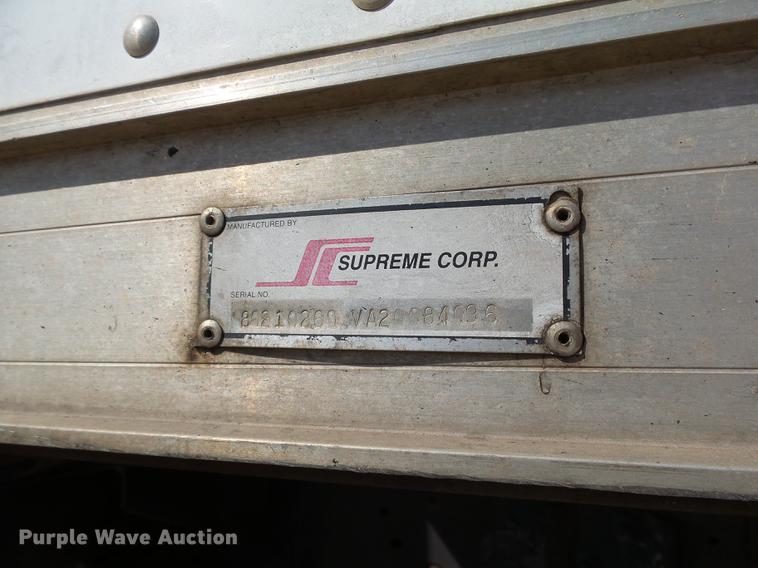 MANUFACTURED BY
SUPREME CORP.
SERIAL NO.
Purple Wave Auction